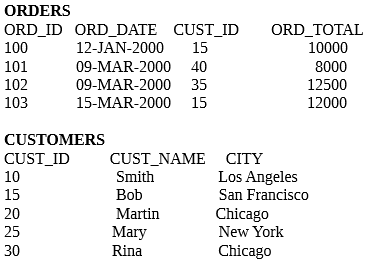 ORDERS
ORD_ID ORD_DATE CUST_ID ORD_TOTAL
100 12-JAN-2000 15 10000
101 09-MAR-2000 40 8000
102 09-MAR-2000 35 12500
103 15-MAR-2000 15 12000
CUSTOMERS
CUST_ID CUST_NAME CITY
10 Smith Los Angeles
15 Bob San Francisco
20 Martin Chicago
25 Mary New York
30 Rina Chicago